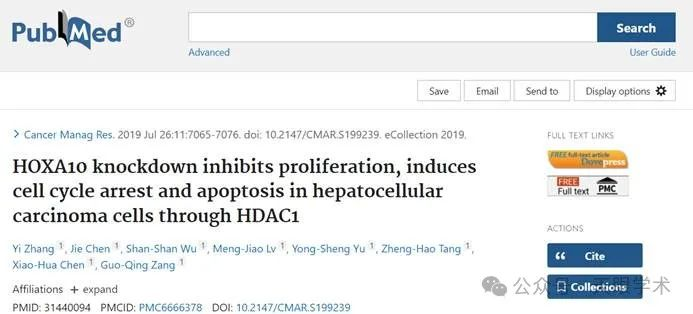 PubMed®
Search
Advanced
User Guide
Save
Email
Send to
Display options
> Cancer Manag Res. 2019 Jul 26:11:7065-7076. doi: 10.2147/CMAR.S199239. eCollection 2019.
HOXA10 knockdown inhibits proliferation, induces
cell cycle arrest and apoptosis in hepatocellular
carcinoma cells through HDAC1
Yi Zhang 1, Jie Chen 1, Shan-Shan Wu 1, Meng-Jiao Lv 1, Yong-Sheng Yu 1, Zheng-Hao Tang 1,
Xiao-Hua Chen 1, Guo-Qing Zang 1
Affiliations + expand
PMID: 31440094 PMCID: PMC6666378 DOI: 10.2147/CMAR.S199239
FULL TEXT LINKS
FREE full-text article
Dovepress
FREE
Full text
PMC
ACTIONS
Cite
Collections
公众号
明学术